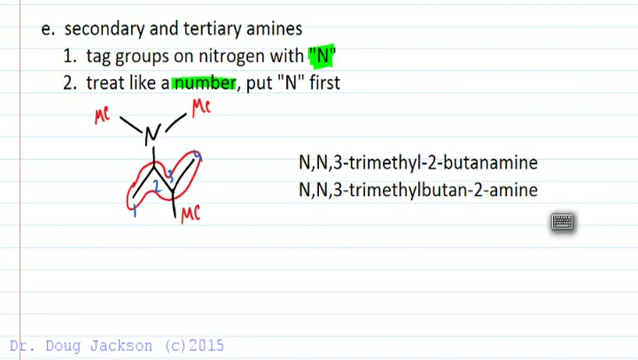 e. secondary and tertiary amines
1. tag groups on nitrogen with "N"
2. treat like a number, put "N" first
Me Me
N
4
3
2
1
Me
N,N,3-trimethyl-2-butanamine
N,N,3-trimethylbutan-2-amine
Dr. Doug Jackson (c)2015